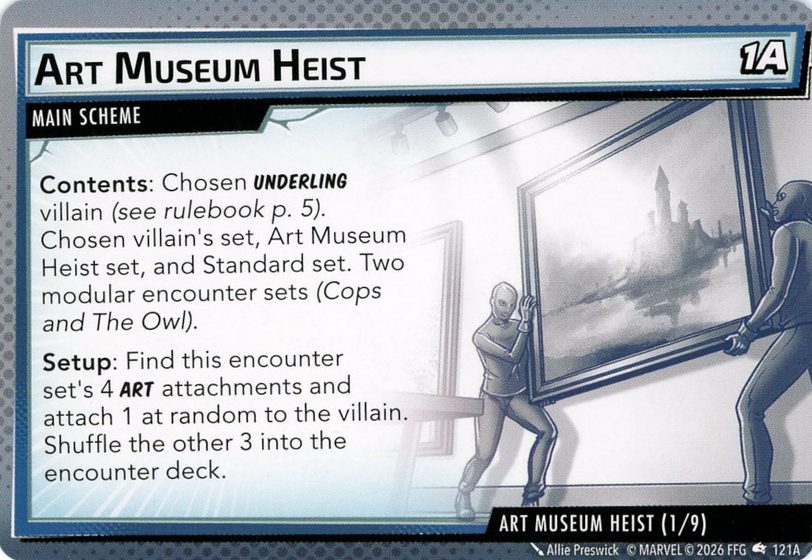 ART MUSEUM HEIST
1A
MAIN SCHEME
Contents: Chosen UNDERLING
villain (see rulebook p. 5).
Chosen villain's set, Art Museum
Heist set, and Standard set. Two
modular encounter sets (Cops
and The Owl).
Setup: Find this encounter
set's 4 ART attachments and
attach 1 at random to the villain.
Shuffle the other 3 into the
encounter deck.
ART MUSEUM HEIST (1/9)
Allie Preswick © MARVEL © 2026 FFG 121A